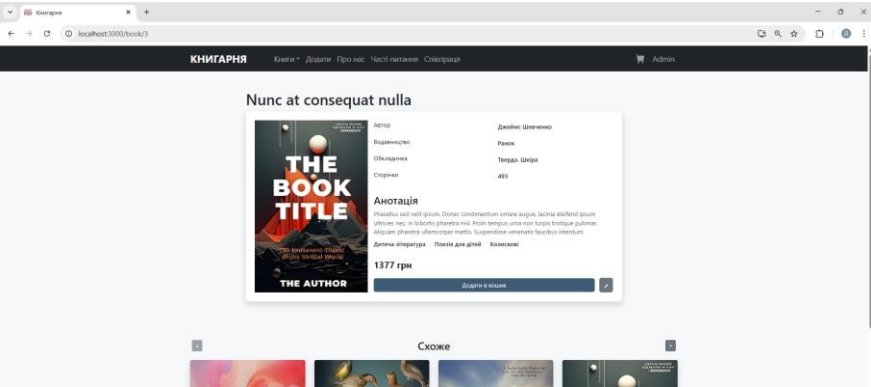 Книгарня
localhost:3000/book/3
КНИГАРНЯ Книги Додати Про нас Часті питання Співпраця Admin
Nunc at consequat nulla
Автор Джеймс Шевченко
Видавництво Ранок
Обкладинка Тверда. Шкіра
Сторінки 493
THE
BOOK
TITLE
THE AUTHOR
Анотація
Phasellus sed velit ipsum. Donec condimentum ornare augue, lacinia eleifend ipsum
ultricies nec. In lobortis pharetra nisl. Proin tempus urna non turpis tristique pulvinar.
Aliquam pharetra ullamcorper mattis. Suspendisse venenatis faucibus interdum.
Дитяча література Поезія для дітей Колискові
1377 грн
Додати в кошик
Схоже